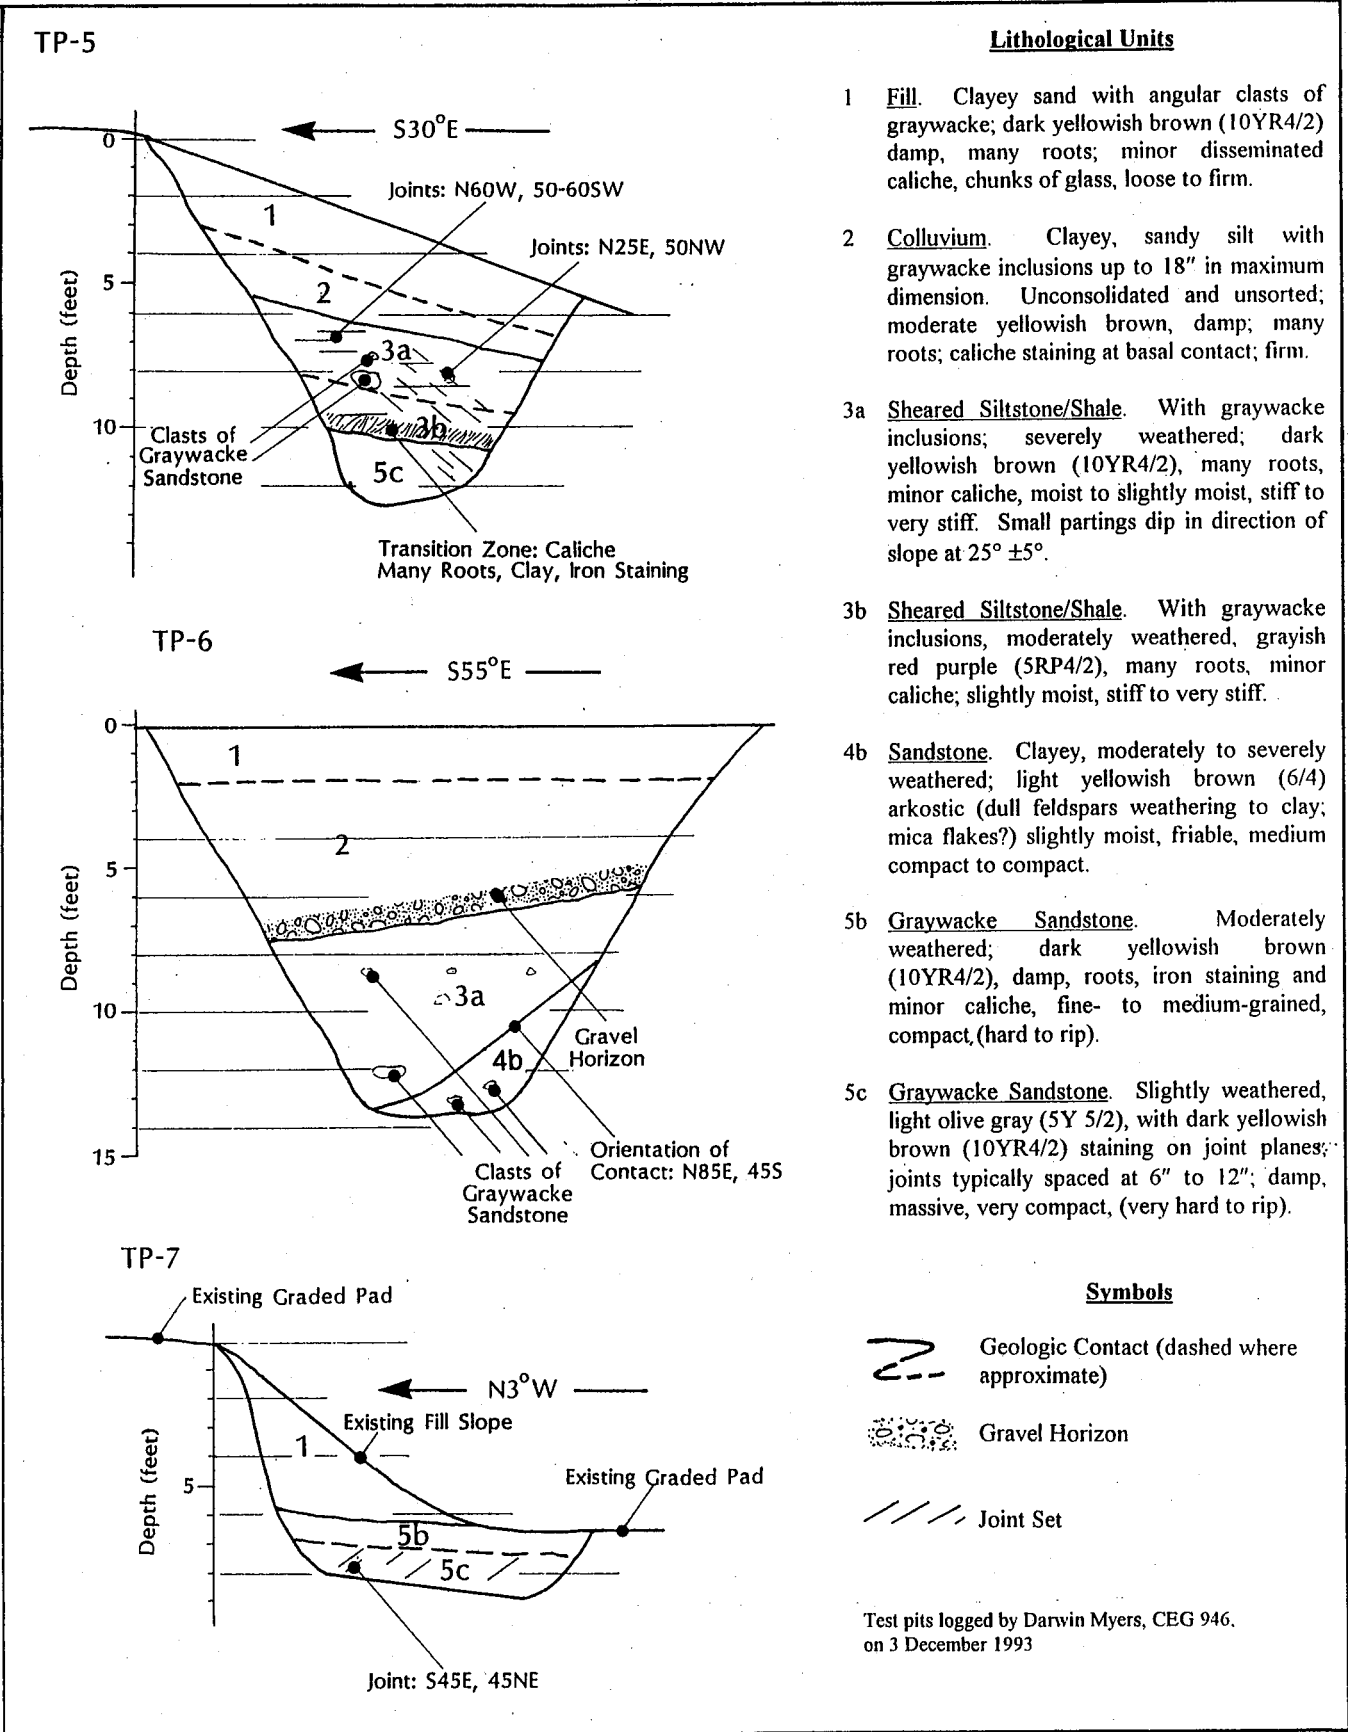 TP-5
0
S30°E
Joints: N60W, 50-60SW
1
Joints: N25E, 50NW
5
2
Depth (feet)
3a
10
3b
Clasts of
Graywacke
Sandstone
5c
Transition Zone: Caliche
Many Roots, Clay, Iron Staining
TP-6
S55°E
0
1
2
5
Depth (feet)
3a
10
Gravel
Horizon
4b
15
Orientation of
Contact: N85E, 45S
Clasts of
Graywacke
Sandstone
TP-7
Existing Graded Pad
N3°W
Existing Fill Slope
1
Existing Graded Pad
5
Depth (feet)
5b
5c
Joint: S45E, 45NE
Lithological Units
1 Fill. Clayey sand with angular clasts of
graywacke; dark yellowish brown (10YR4/2)
damp, many roots; minor disseminated
caliche, chunks of glass, loose to firm.
2 Colluvium. Clayey, sandy silt with
graywacke inclusions up to 18" in maximum
dimension. Unconsolidated and unsorted;
moderate yellowish brown, damp; many
roots; caliche staining at basal contact; firm.
3a Sheared Siltstone/Shale. With graywacke
inclusions; severely weathered; dark
yellowish brown (10YR4/2), many roots,
minor caliche, moist to slightly moist, stiff to
very stiff. Small partings dip in direction of
slope at 25° ±5°.
3b Sheared Siltstone/Shale. With graywacke
inclusions, moderately weathered, grayish
red purple (5RP4/2), many roots, minor
caliche; slightly moist, stiff to very stiff.
4b Sandstone. Clayey, moderately to severely
weathered; light yellowish brown (6/4)
arkostic (dull feldspars weathering to clay;
mica flakes?) slightly moist, friable, medium
compact to compact.
5b Graywacke Sandstone. Moderately
weathered; dark yellowish brown
(10YR4/2), damp, roots, iron staining and
minor caliche, fine- to medium-grained,
compact, (hard to rip).
5c Graywacke Sandstone. Slightly weathered,
light olive gray (5Y 5/2), with dark yellowish
brown (10YR4/2) staining on joint planes;
joints typically spaced at 6" to 12"; damp,
massive, very compact, (very hard to rip).
Symbols
Geologic Contact (dashed where
approximate)
Gravel Horizon
Joint Set
Test pits logged by Darwin Myers, CEG 946,
on 3 December 1993